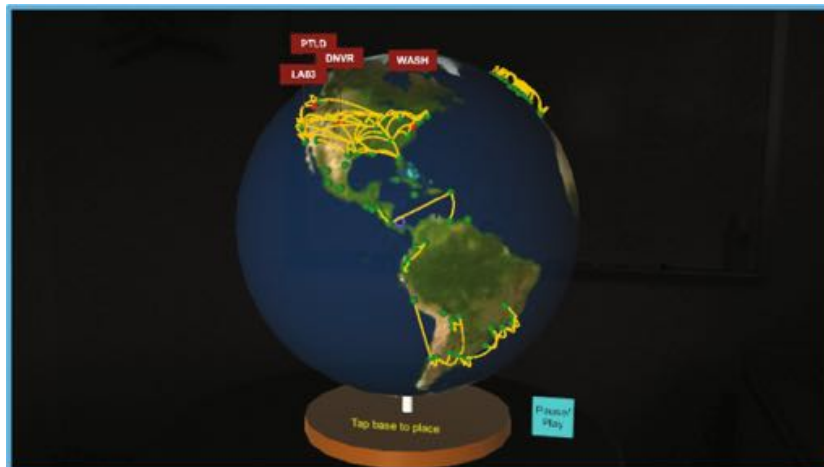 PTLD
DNVR
WASH
LA03
Tap base to place
Pause/
Play